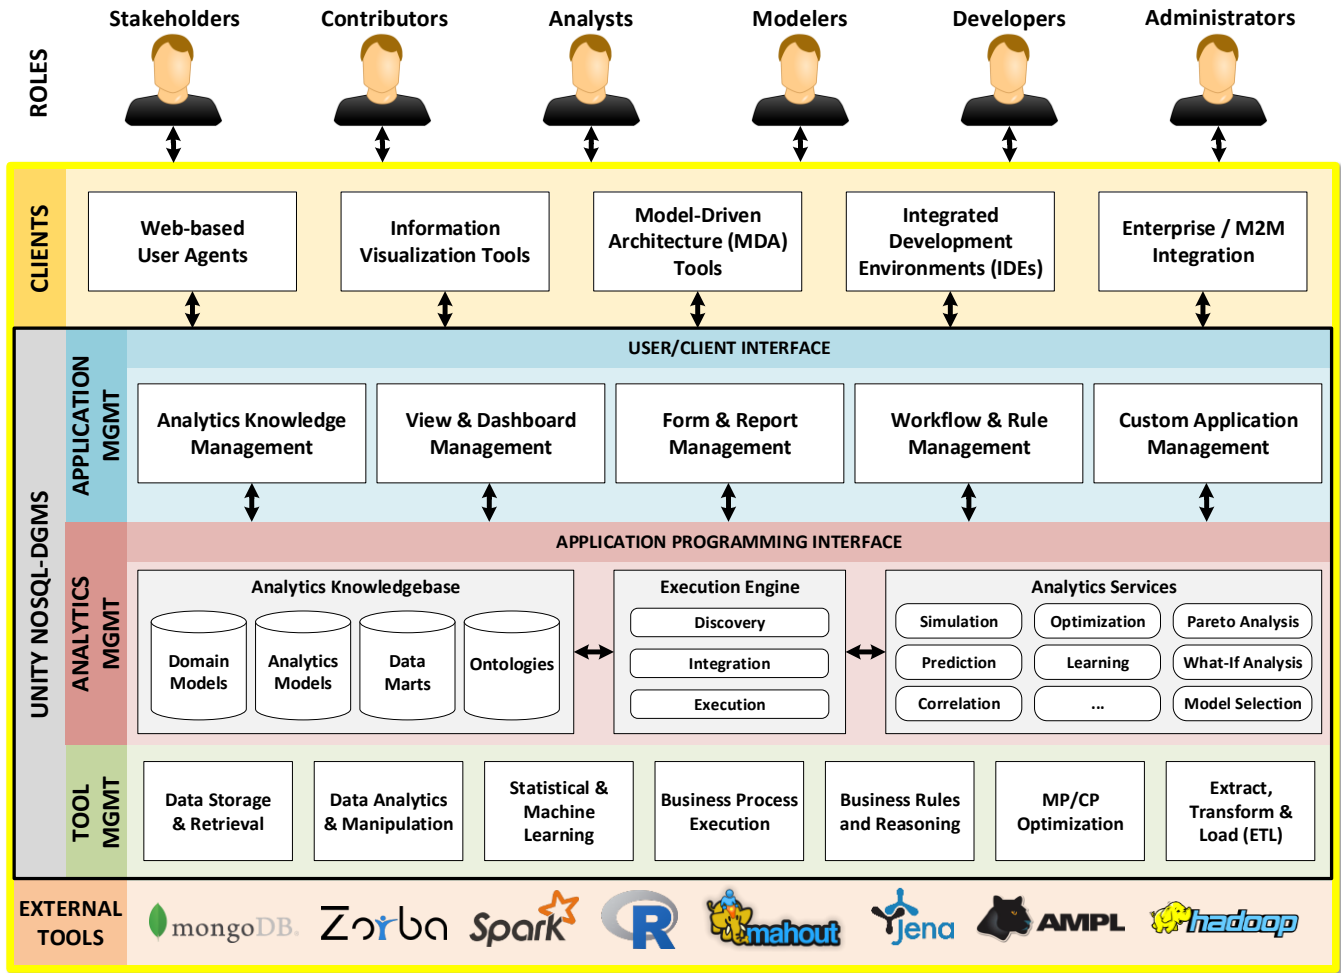 Stakeholders
Contributors
Analysts
Modelers
Developers
Administrators
ROLES
CLIENTS
Web-based
User Agents
Information
Visualization Tools
Model-Driven
Architecture (MDA)
Tools
Integrated
Development
Environments (IDEs)
Enterprise / M2M
Integration
UNITY NOSQL-DGMS
APPLICATION
MGMT
USER/CLIENT INTERFACE
Analytics Knowledge
Management
View & Dashboard
Management
Form & Report
Management
Workflow & Rule
Management
Custom Application
Management
ANALYTICS
MGMT
APPLICATION PROGRAMMING INTERFACE
Analytics Knowledgebase
Domain
Models
Analytics
Models
Data
Marts
Ontologies
Execution Engine
Discovery
Integration
Execution
Analytics Services
Simulation
Optimization
Pareto Analysis
Prediction
Learning
What-If Analysis
Correlation
...
Model Selection
TOOL
MGMT
Data Storage
& Retrieval
Data Analytics
& Manipulation
Statistical &
Machine
Learning
Business Process
Execution
Business Rules
and Reasoning
MP/CP
Optimization
Extract,
Transform &
Load (ETL)
EXTERNAL
TOOLS
mongoDB.
Zorba
Spark
R
mahout
Jena
AMPL
hadoop